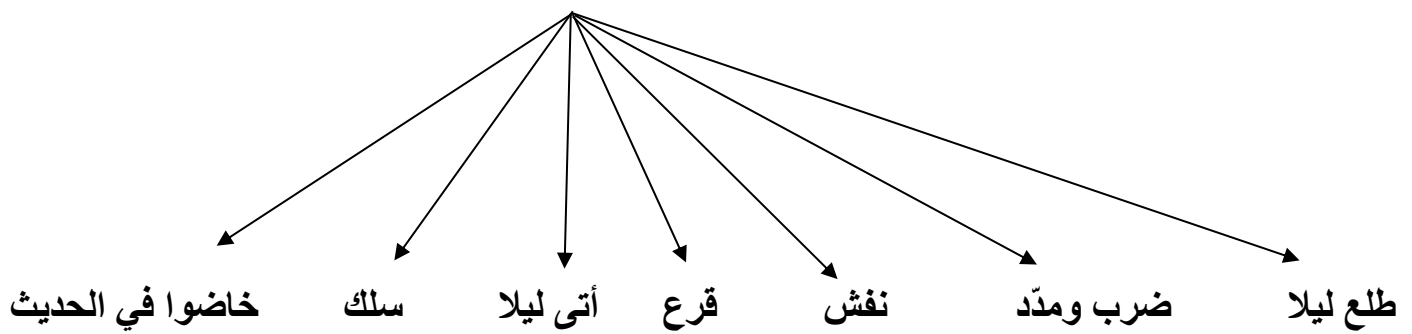 طلع ليلا ضرب ومدّد نفش قرع أتى ليلا سلك خاضوا في الحديث